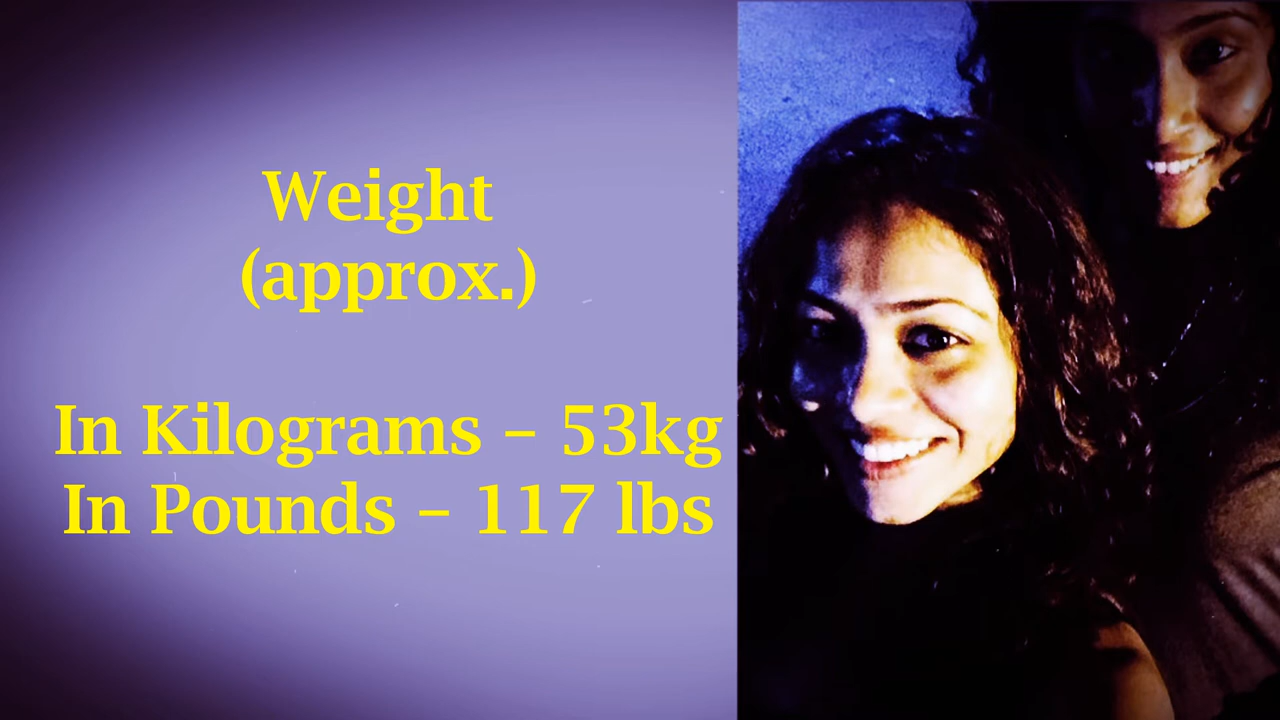 Weight
(approx.)
In Kilograms – 53kg
In Pounds – 117 lbs